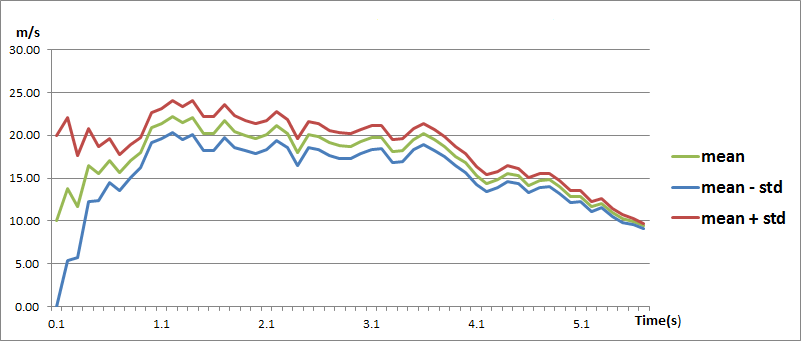 m/s
30.00
25.00
20.00
15.00
10.00
5.00
0.00
0.1 1.1 2.1 3.1 4.1 5.1
Time(s)
mean
mean - std
mean + std